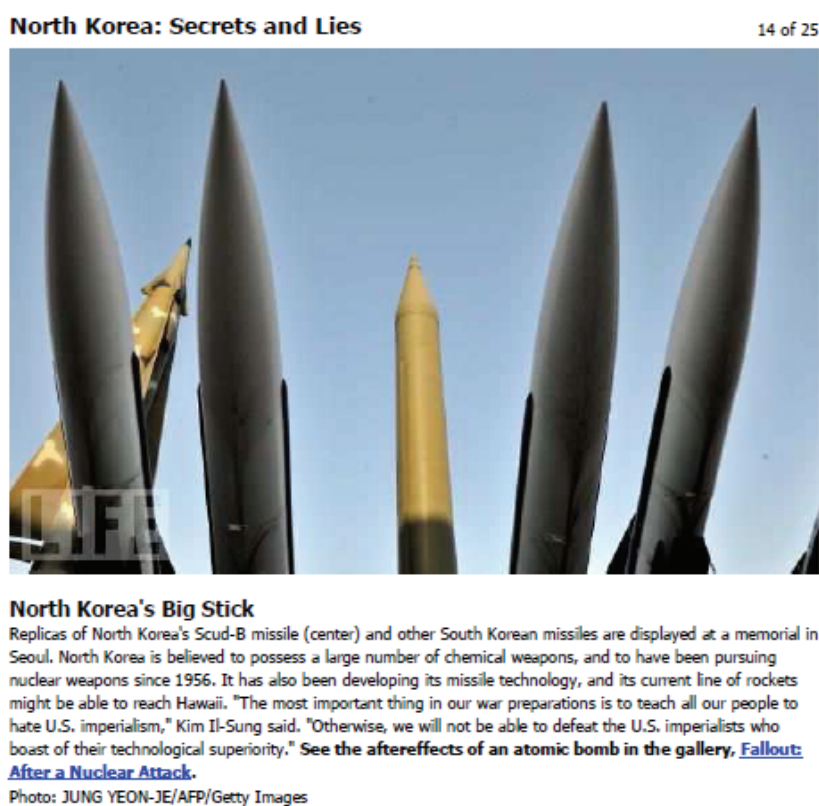 North Korea: Secrets and Lies
14 of 25
LIFE
North Korea's Big Stick
Replicas of North Korea's Scud-B missile (center) and other South Korean missiles are displayed at a memorial in
Seoul. North Korea is believed to possess a large number of chemical weapons, and to have been pursuing
nuclear weapons since 1956. It has also been developing its missile technology, and its current line of rockets
might be able to reach Hawaii. "The most important thing in our war preparations is to teach all our people to
hate U.S. imperialism," Kim Il-Sung said. "Otherwise, we will not be able to defeat the U.S. imperialists who
boast of their technological superiority." See the aftereffects of an atomic bomb in the gallery, Fallout:
After a Nuclear Attack.
Photo: JUNG YEON-JE/AFP/Getty Images